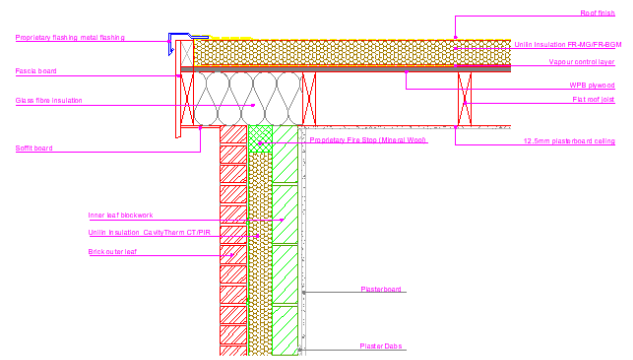 Roof finish
Proprietary flashing metal flashing
Unilin Insulation FR-MG/FR-BGM
Vapour control layer
Fascia board
WPB plywood
Glass fibre insulation
Flat roof joist
Proprietary Fire Stop (Mineral Wool)
12.5mm plasterboard ceiling
Soffit board
Inner leaf blockwork
Unilin Insulation CavityTherm CT/PIR
Brick outer leaf
Plasterboard
Plaster Dabs